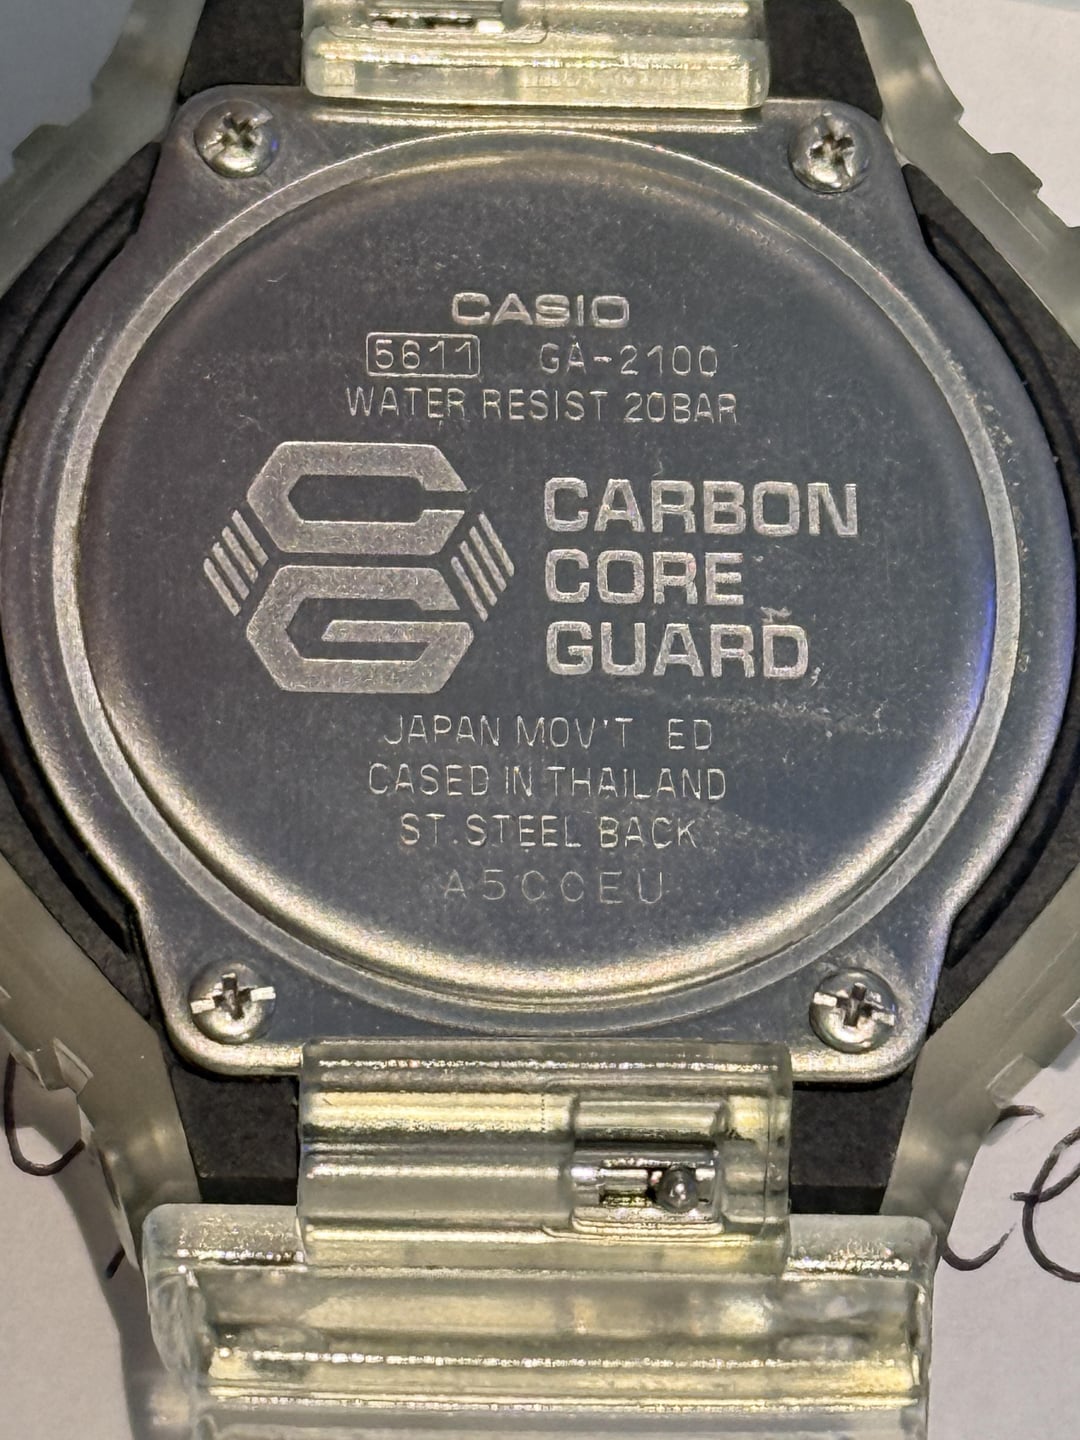 CASIO
5611 GA-2100
WATER RESIST 20BAR
CG
CARBON
CORE
GUARD
JAPAN MOV'T ED
CASED IN THAILAND
ST.STEEL BACK
A5CCEU